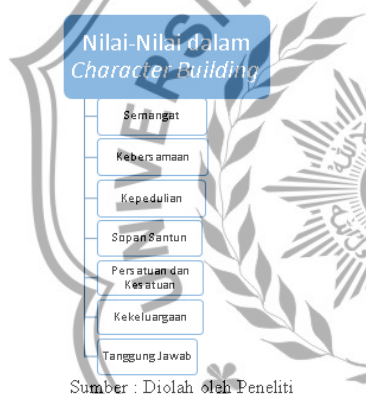 Nilai-Nilai dalam
Character Building
Semangat
Kebersamaan
Kepedulian
Sopan Santun
Persatuan dan
Kesatuan
Kekeluargaan
Tanggung Jawab
Sumber : Diolah oleh Peneliti
UNIVERS